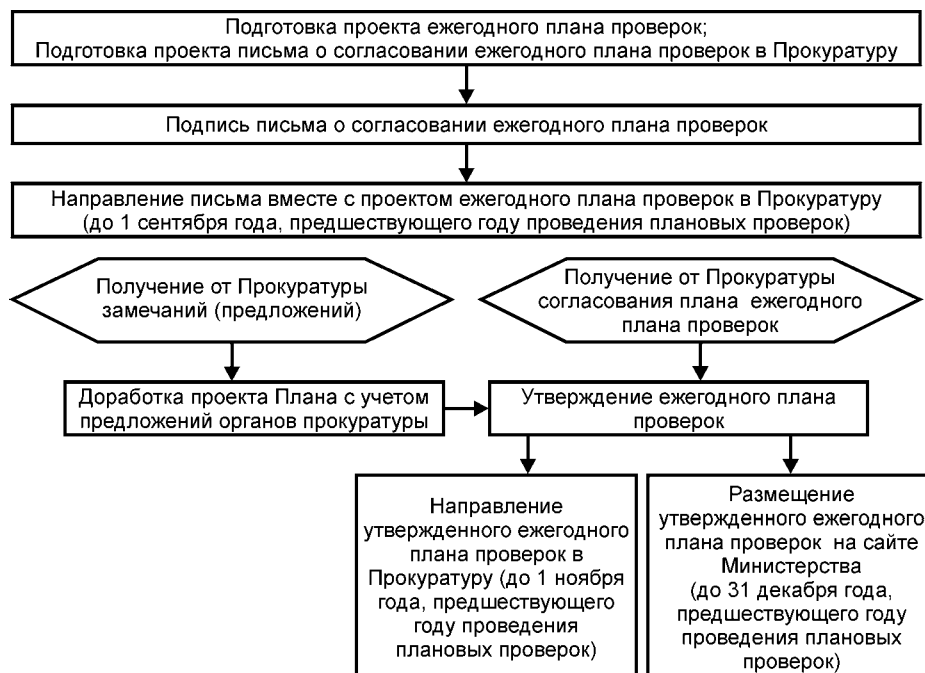 Подготовка проекта ежегодного плана проверок;
Подготовка проекта письма о согласовании ежегодного плана проверок в Прокуратуру
Подпись письма о согласовании ежегодного плана проверок
Направление письма вместе с проектом ежегодного плана проверок в Прокуратуру
(до 1 сентября года, предшествующего году проведения плановых проверок)
Получение от Прокуратуры
замечаний (предложений)
Получение от Прокуратуры
согласования плана ежегодного
плана проверок
Доработка проекта Плана с учетом
предложений органов прокуратуры
Утверждение ежегодного плана
проверок
Направление
утвержденного ежегодного
плана проверок в
Прокуратуру (до 1 ноября
года, предшествующего
году проведения
плановых проверок)
Размещение
утвержденного ежегодного
плана проверок на сайте
Министерства
(до 31 декабря года,
предшествующего году
проведения плановых
проверок)